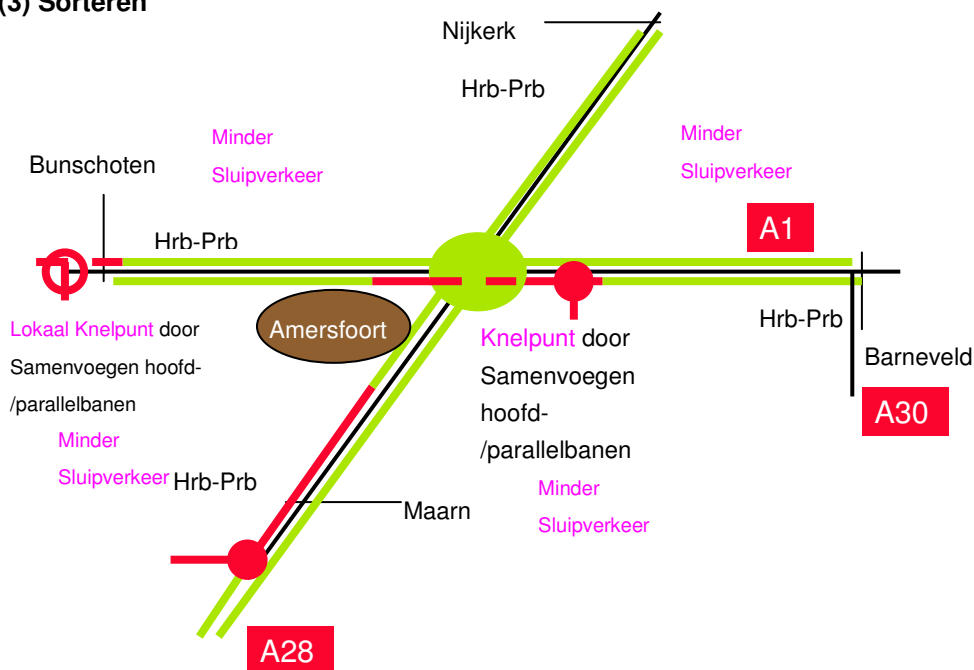 (3) Sorteren
Nijkerk
Hrb-Prb
Minder
Sluipverkeer
Minder
Sluipverkeer
Bunschoten
A1
Hrb-Prb
Amersfoort
Hrb-Prb
Lokaal Knelpunt door
Samenvoegen hoofd-
/parallelbanen
Knelpunt door
Samenvoegen
hoofd-
/parallelbanen
Barneveld
A30
Minder
Sluipverkeer
Hrb-Prb
Maarn
Minder
Sluipverkeer
A28